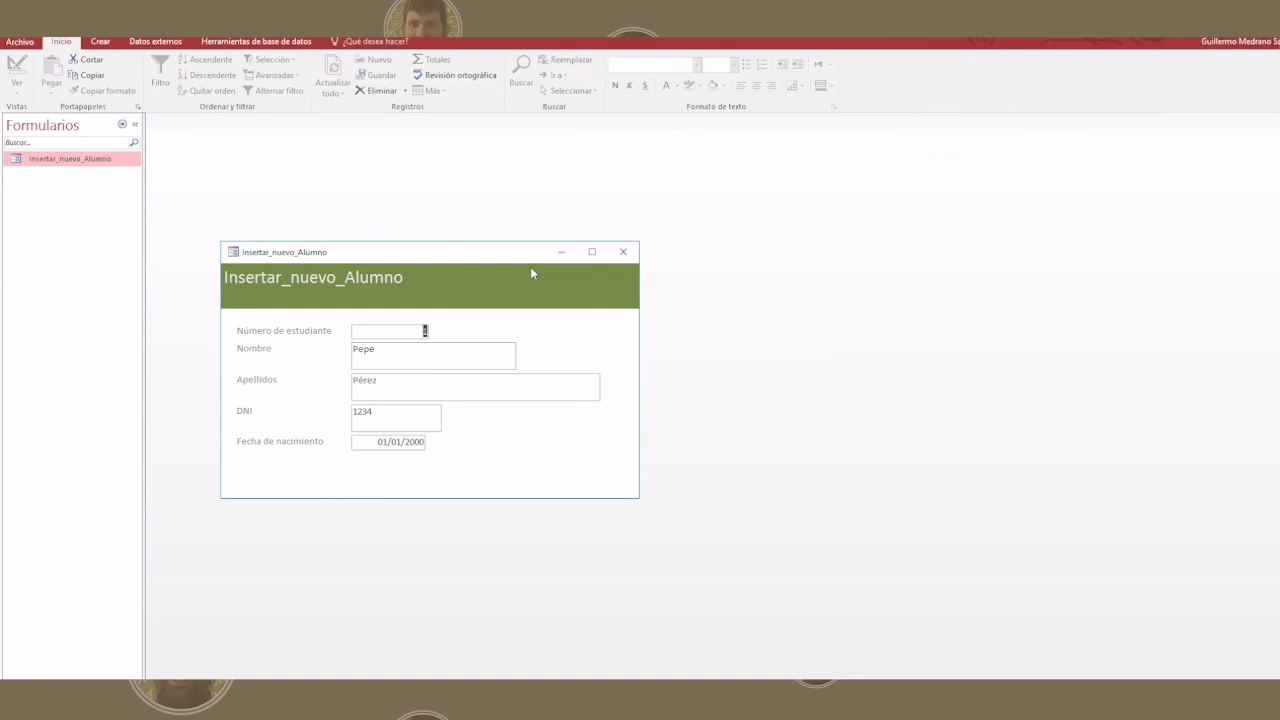 Archivo Inicio Crear Datos externos Herramientas de base de datos ¿Qué desea hacer? Guillermo Medrano
Ver Pegar Cortar Copiar Copiar formato
Portapapeles
Vistas
Filtro Ascendente Descendente Quitar orden Selección Avanzadas Alternar filtro
Ordenar y filtrar
Actualizar todo Nuevo Guardar Eliminar Totales Revisión ortográfica Más
Registros
Buscar Reemplazar Ir a Seleccionar
Buscar
N K S A
Formato de texto
Formularios
Buscar...
Insertar_nuevo_Alumno
Insertar_nuevo_Alumno
Insertar_nuevo_Alumno
Número de estudiante
Nombre Pepe
Apellidos Pérez
DNI 1234
Fecha de nacimiento 01/01/2000